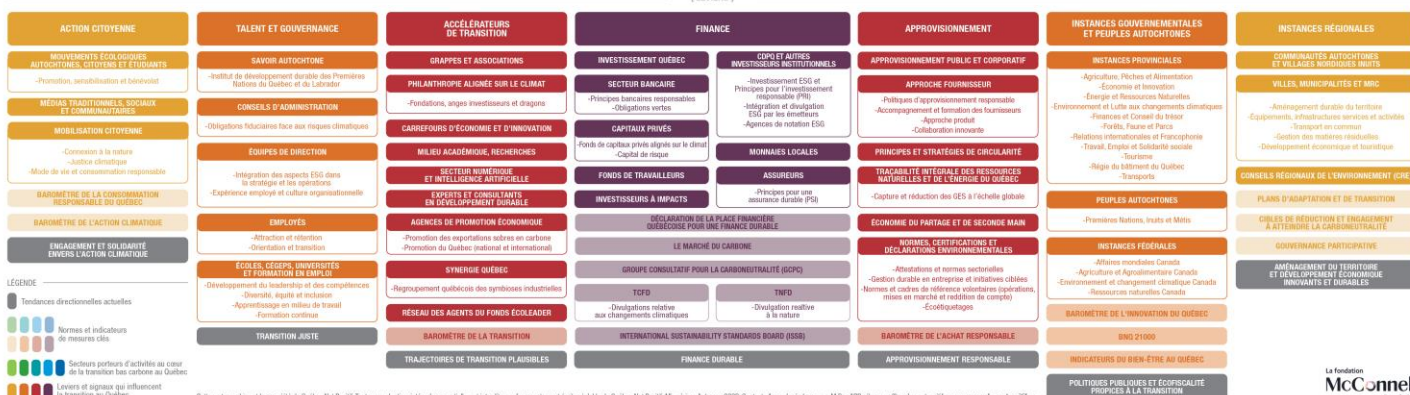 ACTION CITOYENNE
MOUVEMENTS ÉCOLOGIQUES
AUTOCHTONES, CITOYENS ET ÉTUDIANTS
-Promotion, sensibilisation et bénévolat
MÉDIAS TRADITIONNELS, SOCIAUX
ET COMMUNAUTAIRES
MOBILISATION CITOYENNE
-Connexion à la nature
-Justice climatique
-Mode de vie et consommation responsable
BAROMÈTRE DE LA CONSOMMATION
RESPONSABLE DU QUÉBEC
BAROMÈTRE DE L'ACTION CLIMATIQUE
ENGAGEMENT ET SOLIDARITÉ
ENVERS L'ACTION CLIMATIQUE
TALENT ET GOUVERNANCE
SAVOIR AUTOCHTONE
-Institut de développement durable des Premières
Nations du Québec et du Labrador
CONSEILS D'ADMINISTRATION
-Obligations fiduciaires face aux risques climatiques
ÉQUIPES DE DIRECTION
-Intégration des aspects ESG dans
la stratégie et les opérations
-Expérience employé et culture organisationnelle
EMPLOYÉS
-Attraction et rétention
-Orientation et transition
ÉCOLES, CÉGEPS, UNIVERSITÉS
ET FORMATION EN EMPLOI
-Développement du leadership et des compétences
-Diversité, équité et inclusion
-Apprentissage en milieu de travail
-Formation continue
TRANSITION JUSTE
ACCÉLÉRATEURS
DE TRANSITION
GRAPPES ET ASSOCIATIONS
PHILANTHROPIE ALIGNÉE SUR LE CLIMAT
-Fondations, anges investisseurs et dragons
CARREFOURS D'ÉCONOMIE ET D'INNOVATION
MILIEU ACADÉMIQUE, RECHERCHES
SECTEUR NUMÉRIQUE
ET INTELLIGENCE ARTIFICIELLE
EXPERTS ET CONSULTANTS
EN DÉVELOPPEMENT DURABLE
AGENCES DE PROMOTION ÉCONOMIQUE
-Promotion des exportations sobres en carbone
-Promotion du Québec (national et international)
SYNERGIE QUÉBEC
-Regroupement québécois des symbioses industrielles
RÉSEAU DES AGENTS DU FONDS ÉCOLEADER
BAROMÈTRE DE LA TRANSITION
TRAJECTOIRES DE TRANSITION PLAUSIBLES
FINANCE
INVESTISSEMENT QUÉBEC
SECTEUR BANCAIRE
-Principes bancaires responsables
-Obligations vertes
CAPITAUX PRIVÉS
-Fonds de capitaux privés alignés sur le climat
-Capital de risque
FONDS DE TRAVAILLEURS
INVESTISSEURS À IMPACTS
CDPQ ET AUTRES
INVESTISSEURS INSTITUTIONNELS
-Investissement ESG et
Principes pour l'investissement
responsable (PRI)
-Intégration et divulgation
ESG par les émetteurs
-Agences de notation ESG
MONNAIES LOCALES
ASSUREURS
-Principes pour une
assurance durable (PSI)
DÉCLARATION DE LA PLACE FINANCIÈRE
QUÉBÉCOISE POUR UNE FINANCE DURABLE
LE MARCHÉ DU CARBONE
GROUPE CONSULTATIF POUR LA CARBONEUTRALITÉ (GCPC)
TCFD
-Divulgations relative
aux changements climatiques
TNFD
-Divulgation realtive
à la nature
INTERNATIONAL SUSTAINABILITY STANDARDS BOARD (ISSB)
FINANCE DURABLE
APPROVISIONNEMENT
APPROVISIONNEMENT PUBLIC ET CORPORATIF
APPROCHE FOURNISSEUR
-Politiques d'approvisionnement responsable
-Accompagnement et formation des fournisseurs
-Approche produit
-Collaboration innovante
PRINCIPES ET STRATÉGIES DE CIRCULARITÉ
TRAÇABILITÉ INTÉGRALE DES RESSOURCES
NATURELLES ET DE L'ÉNERGIE DU QUÉBEC
-Capture et réduction des GES à l'échelle globale
ÉCONOMIE DU PARTAGE ET DE SECONDE MAIN
NORMES, CERTIFICATIONS ET
DÉCLARATIONS ENVIRONNEMENTALES
-Attestations et normes sectorielles
-Gestion durable en entreprise et initiatives ciblées
-Normes et cadres de référence volontaires (opérations,
mises en marché et reddition de compte)
-Écoétiquetages
BAROMÈTRE DE L'ACHAT RESPONSABLE
APPROVISIONNEMENT RESPONSABLE
INSTANCES GOUVERNEMENTALES
ET PEUPLES AUTOCHTONES
INSTANCES PROVINCIALES
-Agriculture, Pêches et Alimentation
-Économie et Innovation
-Énergie et Ressources Naturelles
-Environnement et Lutte aux changements climatiques
-Finances et Conseil du trésor
-Forêts, Faune et Parcs
-Relations internationales et Francophonie
-Travail, Emploi et Solidarité sociale
-Tourisme
-Régie du bâtiment du Québec
-Transports
PEUPLES AUTOCHTONES
-Premières Nations, Inuits et Métis
INSTANCES FÉDÉRALES
-Affaires mondiales Canada
-Agriculture et Agroalimentaire Canada
-Environnement et changement climatique Canada
-Ressources naturelles Canada
BAROMÈTRE DE L'INNOVATION DU QUÉBEC
BNQ 21000
INDICATEURS DU BIEN-ÊTRE AU QUÉBEC
POLITIQUES PUBLIQUES ET ÉCOFISCALITÉ
PROPICES À LA TRANSITION
INSTANCES RÉGIONALES
COMMUNAUTÉS AUTOCHTONES
ET VILLAGES NORDIQUES INUITS
VILLES, MUNICIPALITÉS ET MRC
-Aménagement durable du territoire
-Équipements, infrastructures services et activités
-Transport en commun
-Gestion des matières résiduelles
-Développement économique et touristique
CONSEILS RÉGIONAUX DE L'ENVIRONNEMENT (CRE)
PLANS D'ADAPTATION ET DE TRANSITION
CIBLES DE RÉDUCTION ET ENGAGEMENT
À ATTEINDRE LA CARBONEUTRALITÉ
GOUVERNANCE PARTICIPATIVE
AMÉNAGEMENT DU TERRITOIRE
ET DÉVELOPPEMENT ÉCONOMIQUE
INNOVANTS ET DURABLES
LÉGENDE
Tendances directionnelles actuelles
Normes et indicateurs
de mesures clés
Secteurs porteurs d'activités au cœur
de la transition bas carbone au Québec
Leviers et signaux qui influencent
la transition au Québec
La fondation
McConnel